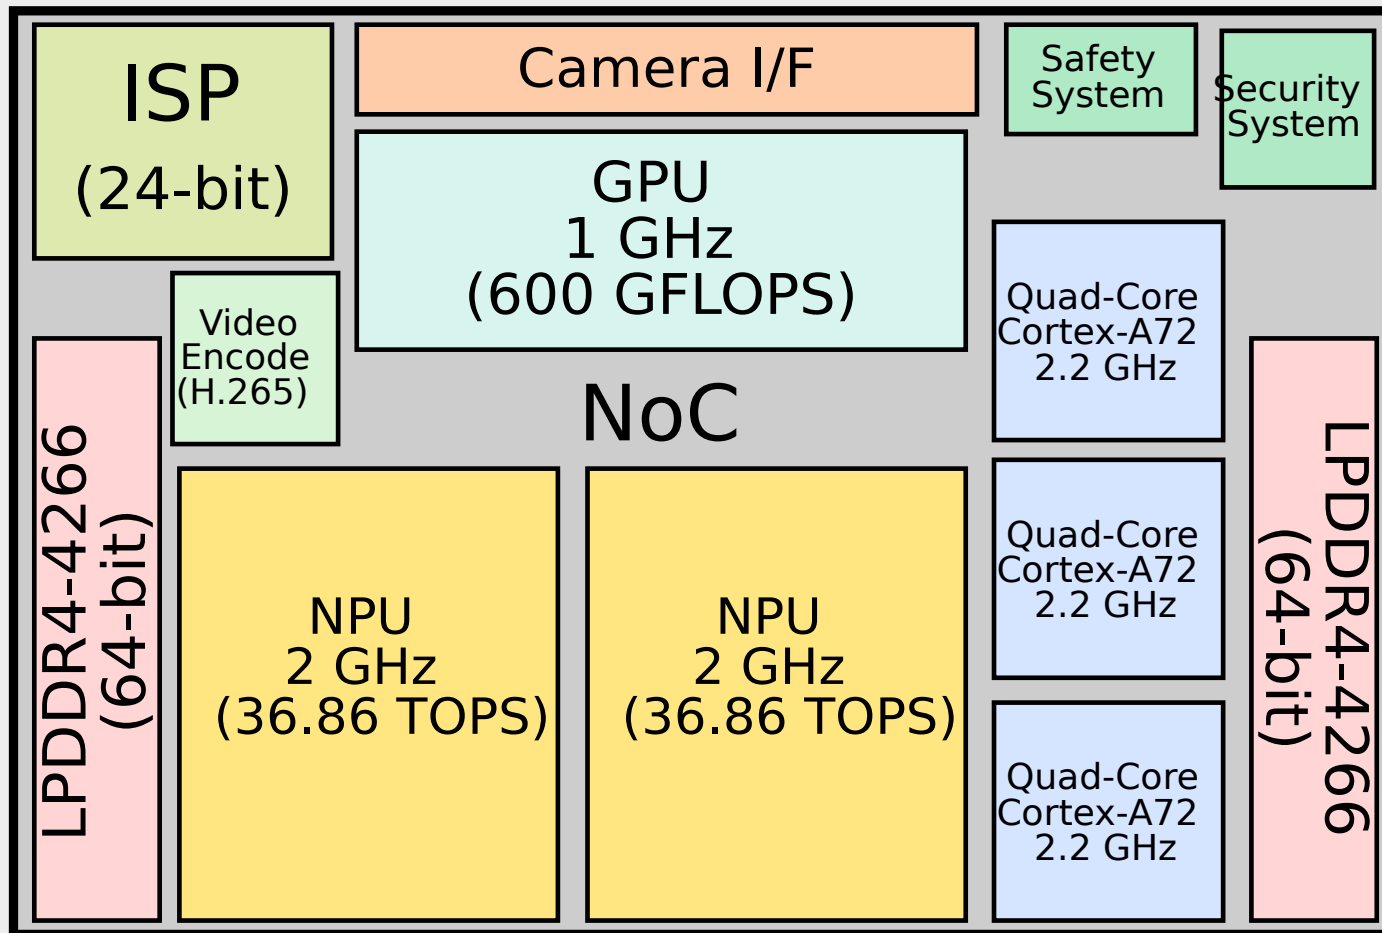 ISP
(24-bit)
Camera I/F
Safety
System
Security
System
GPU
1 GHz
(600 GFLOPS)
Video
Encode
(H.265)
Quad-Core
Cortex-A72
2.2 GHz
NoC
LPDDR4-4266
(64-bit)
NPU
2 GHz
(36.86 TOPS)
NPU
2 GHz
(36.86 TOPS)
Quad-Core
Cortex-A72
2.2 GHz
Quad-Core
Cortex-A72
2.2 GHz
LPDDR4-4266
(64-bit)